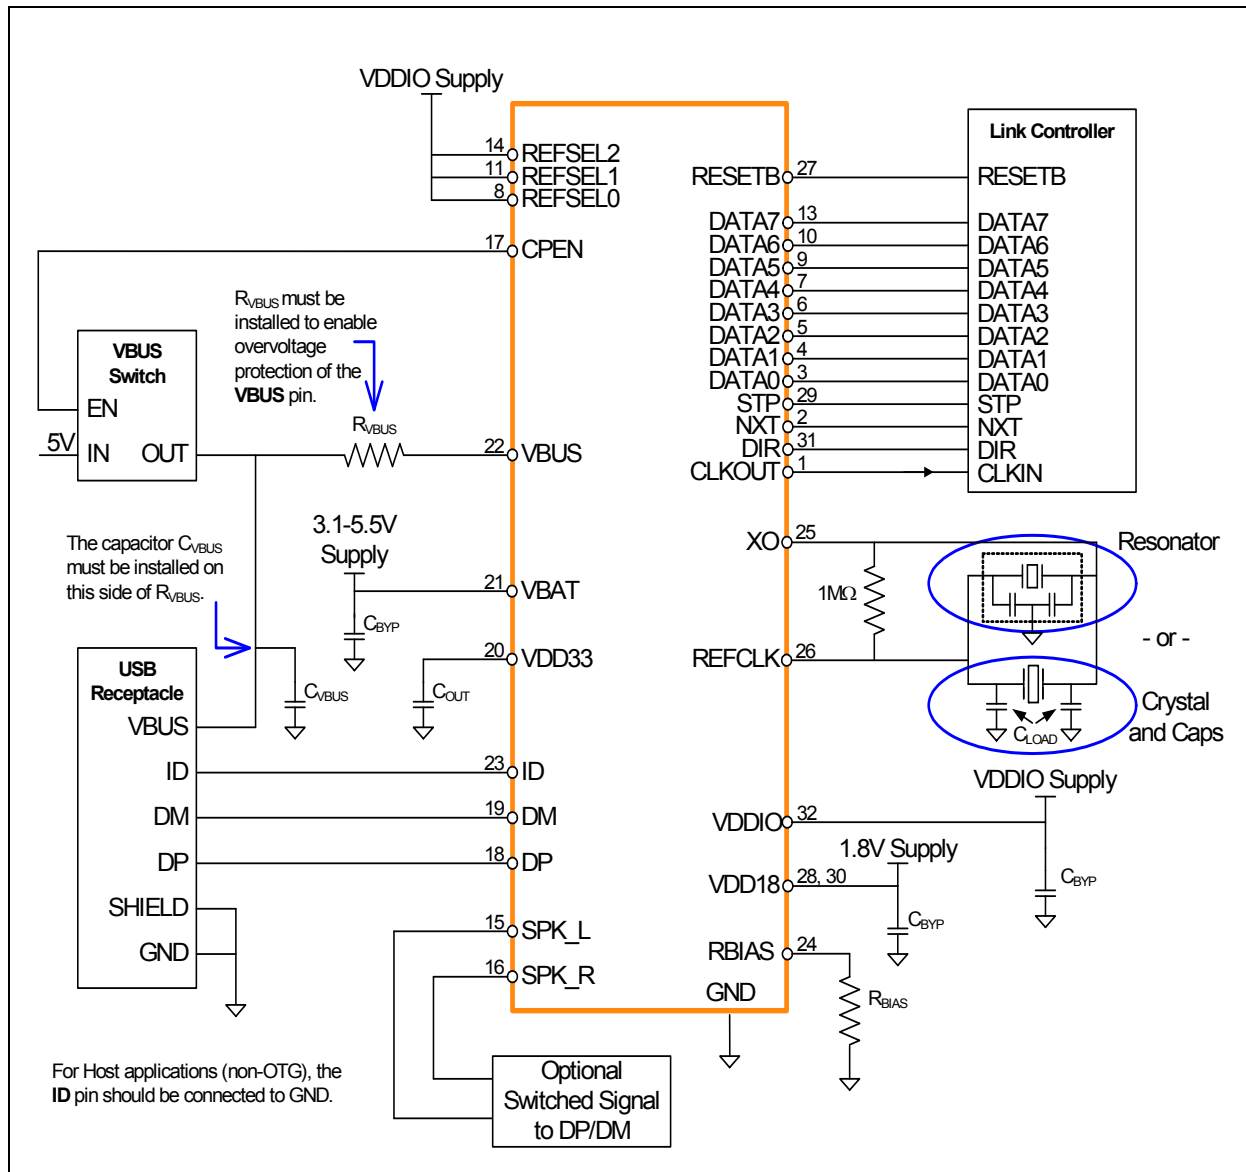 VDDIO Supply
14
REFSEL2
11
REFSEL1
8
REFSEL0
17
CPEN
RVBUS must be
installed to enable
overvoltage
protection of the
VBUS pin.
VBUS
Switch
EN
5V
IN
OUT
RVBUS
22
VBUS
The capacitor CVBUS
must be installed on
this side of RVBUS.
3.1-5.5V
Supply
21
VBAT
CBYP
20
VDD33
COUT
CVBUS
USB
Receptacle
VBUS
ID
23
ID
DM
19
DM
DP
18
DP
SHIELD
GND
15
SPK_L
16
SPK_R
GND
Optional
Switched Signal
to DP/DM
For Host applications (non-OTG), the
ID pin should be connected to GND.
Link Controller
RESETB
27
RESETB
DATA7
13
DATA7
DATA6
10
DATA6
DATA5
9
DATA5
DATA4
7
DATA4
DATA3
6
DATA3
DATA2
5
DATA2
DATA1
4
DATA1
DATA0
3
DATA0
STP
29
STP
NXT
2
NXT
DIR
31
DIR
CLKOUT
1
CLKIN
XO
25
Resonator
1MΩ
- or -
REFCLK
26
Crystal
and Caps
CLOAD
VDDIO Supply
VDDIO
32
CBYP
1.8V Supply
VDD18
28, 30
CBYP
RBIAS
24
RBIAS